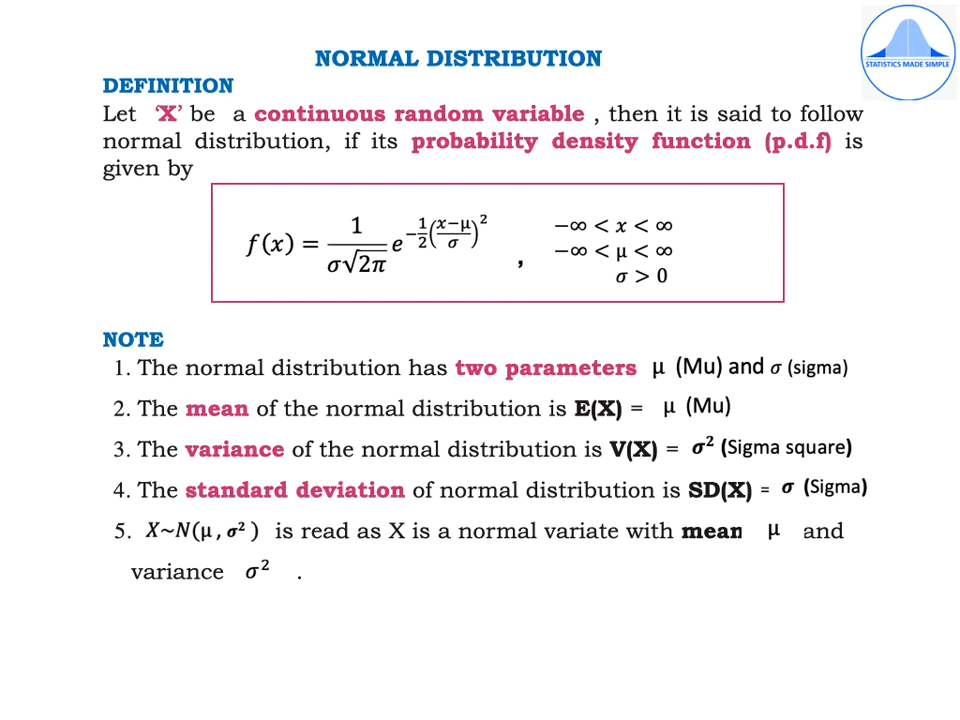 STATISTICS MADE SIMPLE
NORMAL DISTRIBUTION
DEFINITION
Let ‘X’ be a continuous random variable , then it is said to follow
normal distribution, if its probability density function (p.d.f) is
given by
f(x) = 1/(σ√2π) e^(−1/2((x−μ)/σ)^2) , −∞ < x < ∞
−∞ < μ < ∞
σ > 0
NOTE
1. The normal distribution has two parameters μ (Mu) and σ (sigma)
2. The mean of the normal distribution is E(X) = μ (Mu)
3. The variance of the normal distribution is V(X) = σ² (Sigma square)
4. The standard deviation of normal distribution is SD(X) = σ (Sigma)
5. X~N(μ , σ² ) is read as X is a normal variate with mean μ and
variance σ² .